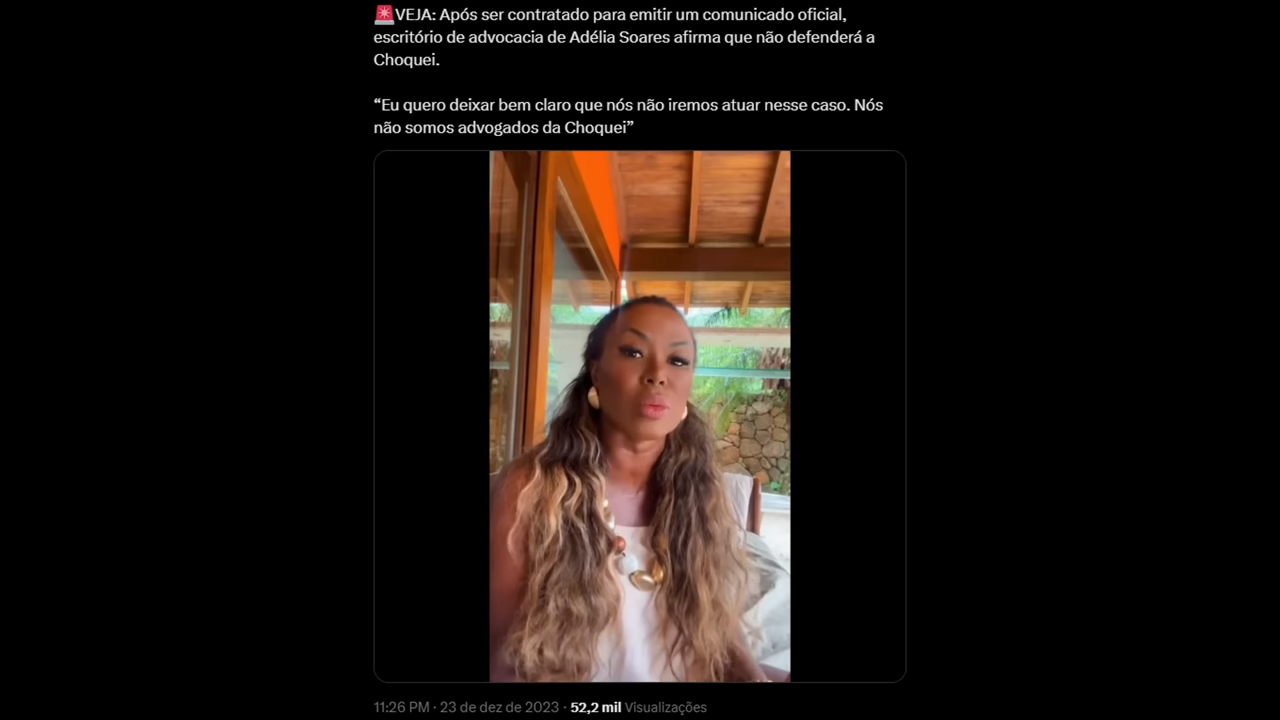 🚨VEJA: Após ser contratado para emitir um comunicado oficial,
escritório de advocacia de Adélia Soares afirma que não defenderá a
Choquei.
“Eu quero deixar bem claro que nós não iremos atuar nesse caso. Nós
não somos advogados da Choquei”
11:26 PM · 23 de dez de 2023 · 52,2 mil Visualizações